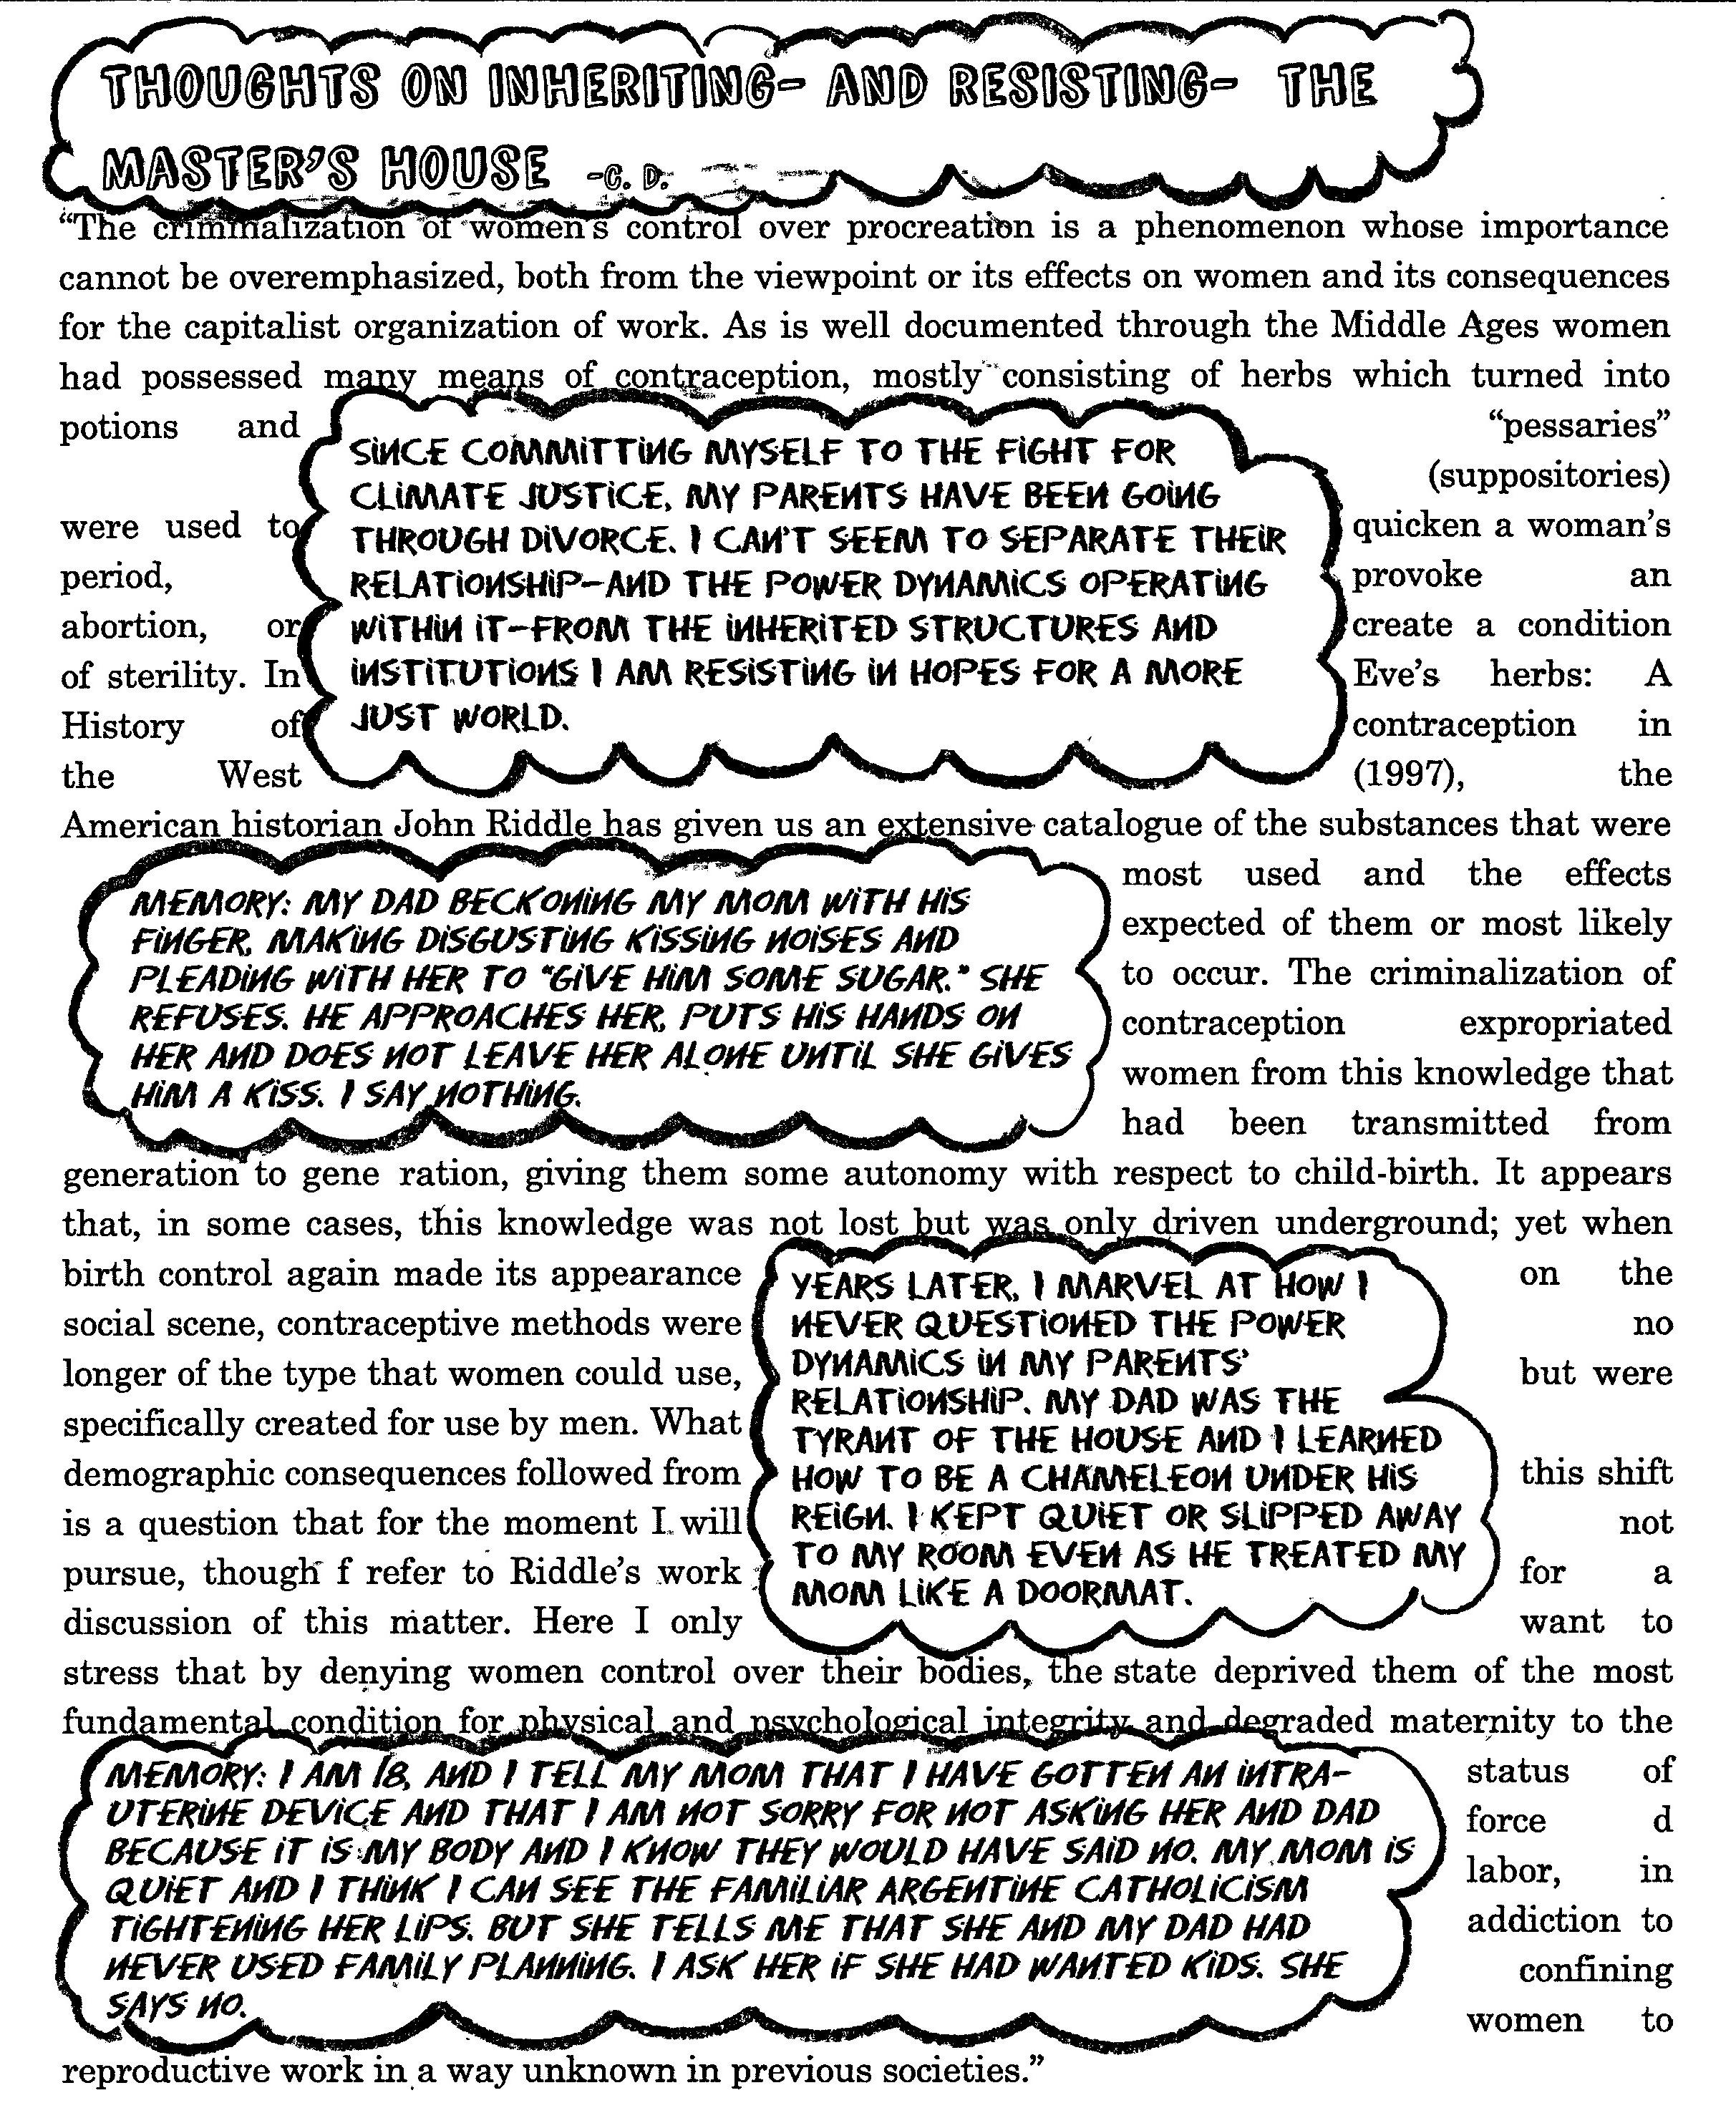 THOUGHTS ON INHERITING- AND RESISTING- THE
MASTER'S HOUSE -C. D.
“The criminalization of women's control over procreation is a phenomenon whose importance
cannot be overemphasized, both from the viewpoint or its effects on women and its consequences
for the capitalist organization of work. As is well documented through the Middle Ages women
had possessed many means of contraception, mostly consisting of herbs which turned into
potions and “pessaries”
(suppositories)
were used to quicken a woman's
period, provoke an
abortion, or create a condition
of sterility. In Eve's herbs: A
History of contraception in
the West (1997), the
SINCE COMMITTING MYSELF TO THE FIGHT FOR
CLIMATE JUSTICE, MY PARENTS HAVE BEEN GOING
THROUGH DIVORCE. I CAN'T SEEM TO SEPARATE THEIR
RELATIONSHIP-AND THE POWER DYNAMICS OPERATING
WITHIN IT-FROM THE INHERITED STRUCTURES AND
INSTITUTIONS I AM RESISTING IN HOPES FOR A MORE
JUST WORLD.
American historian John Riddle has given us an extensive catalogue of the substances that were
most used and the effects
expected of them or most likely
to occur. The criminalization of
contraception expropriated
women from this knowledge that
had been transmitted from
MEMORY: MY DAD BECKONING MY MOM WITH HIS
FINGER, MAKING DISGUSTING KISSING NOISES AND
PLEADING WITH HER TO "GIVE HIM SOME SUGAR." SHE
REFUSES. HE APPROACHES HER, PUTS HIS HANDS ON
HER AND DOES NOT LEAVE HER ALONE UNTIL SHE GIVES
HIM A KISS. I SAY NOTHING.
generation to gene ration, giving them some autonomy with respect to child-birth. It appears
that, in some cases, this knowledge was not lost but was only driven underground; yet when
birth control again made its appearance on the
social scene, contraceptive methods were no
longer of the type that women could use, but were
specifically created for use by men. What
demographic consequences followed from this shift
is a question that for the moment I will not
pursue, though f refer to Riddle's work for a
discussion of this matter. Here I only want to
YEARS LATER, I MARVEL AT HOW I
NEVER QUESTIONED THE POWER
DYNAMICS IN MY PARENTS'
RELATIONSHIP. MY DAD WAS THE
TYRANT OF THE HOUSE AND I LEARNED
HOW TO BE A CHAMELEON UNDER HIS
REIGN. I KEPT QUIET OR SLIPPED AWAY
TO MY ROOM EVEN AS HE TREATED MY
MOM LIKE A DOORMAT.
stress that by denying women control over their bodies, the state deprived them of the most
fundamental condition for physical and psychological integrity and degraded maternity to the
status of
force d
labor, in
addiction to
confining
women to
MEMORY: I AM 18, AND I TELL MY MOM THAT I HAVE GOTTEN AN INTRA-
UTERINE DEVICE AND THAT I AM NOT SORRY FOR NOT ASKING HER AND DAD
BECAUSE IT IS MY BODY AND I KNOW THEY WOULD HAVE SAID NO. MY MOM IS
QUIET AND I THINK I CAN SEE THE FAMILIAR ARGENTINE CATHOLICISM
TIGHTENING HER LIPS. BUT SHE TELLS ME THAT SHE AND MY DAD HAD
NEVER USED FAMILY PLANNING. I ASK HER IF SHE HAD WANTED KIDS. SHE
SAYS NO.
reproductive work in a way unknown in previous societies.”